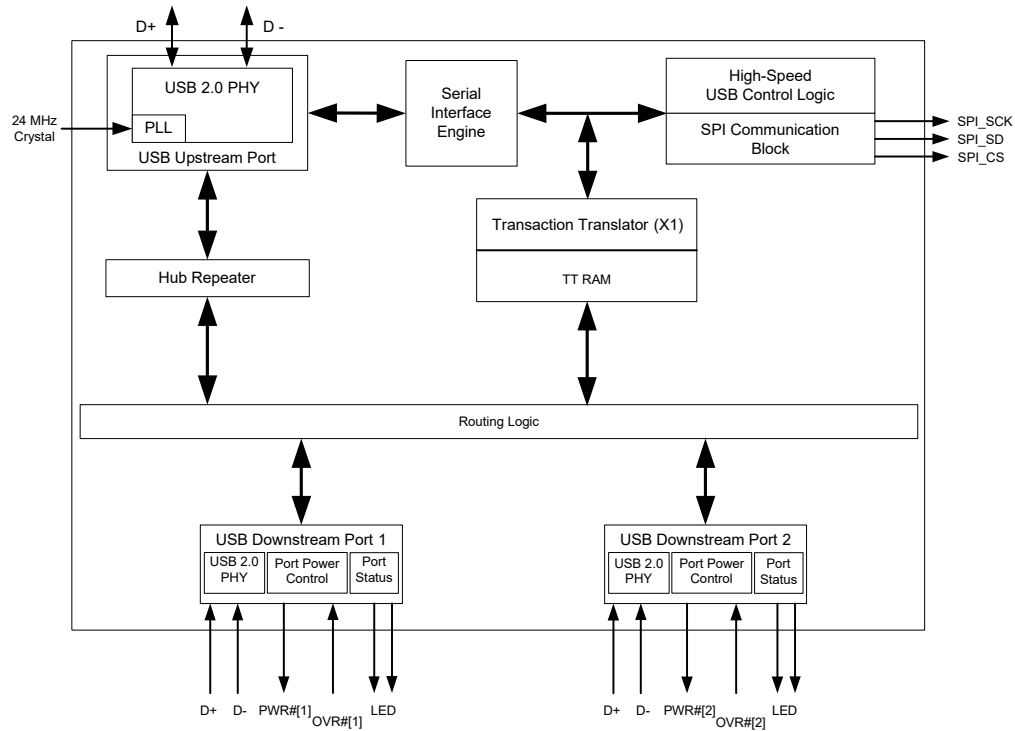 D+ D -
USB 2.0 PHY
PLL
USB Upstream Port
24 MHz
Crystal
Serial
Interface
Engine
High-Speed
USB Control Logic
SPI Communication
Block
SPI_SCK
SPI_SD
SPI_CS
Transaction Translator (X1)
TT RAM
Hub Repeater
Routing Logic
USB Downstream Port 1
USB 2.0
PHY
Port Power
Control
Port
Status
USB Downstream Port 2
USB 2.0
PHY
Port Power
Control
Port
Status
D+ D- PWR#[1] OVR#[1] LED
D+ D- PWR#[2] OVR#[2] LED